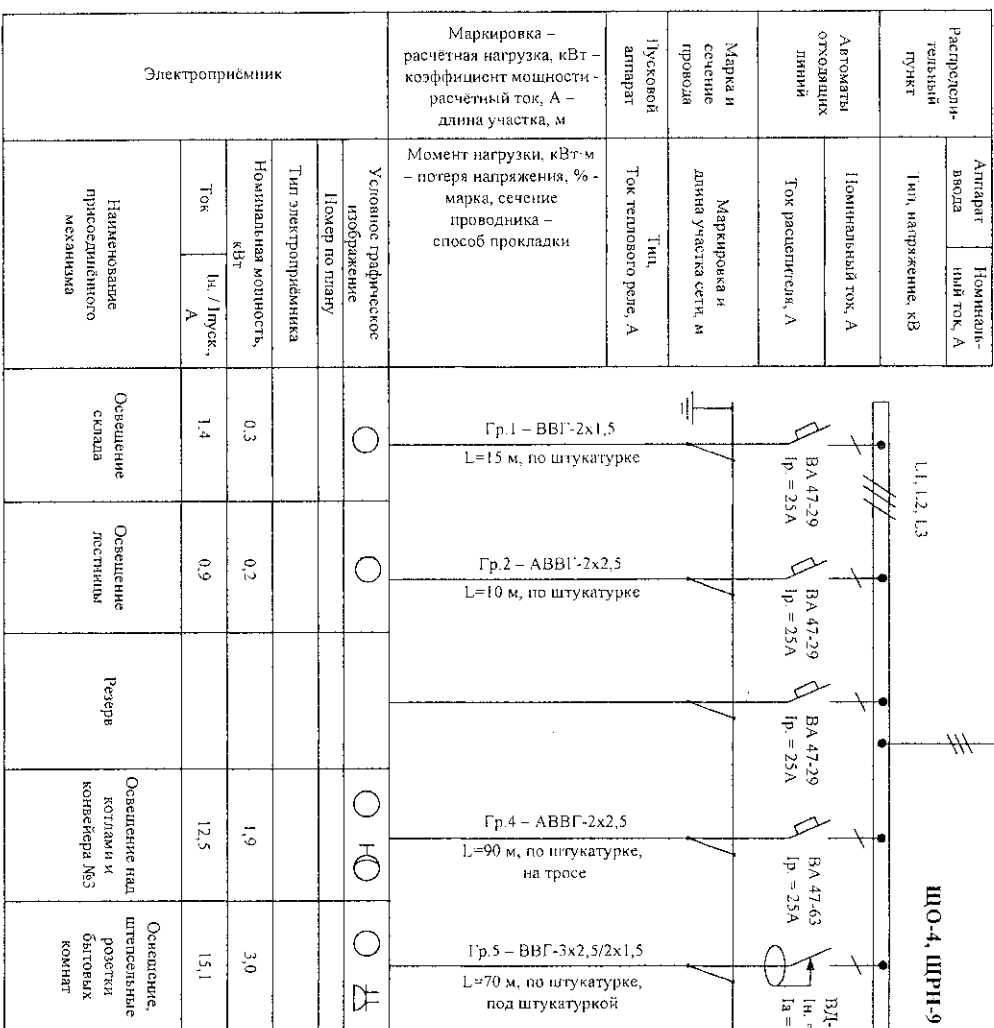 Распредели-
тельный
пункт
Аппарат
ввода
Номиналь-
ный ток, А
Тип, напряжение, кВ
Автоматы
отходящих
линий
Номинальный ток, А
Ток расцепителя, А
Марка и
сечение
провода
Маркировка и
длина участка сети, м
Пусковой
аппарат
Тип,
Ток теплового реле, А
Маркировка –
расчётная нагрузка, кВт –
коэффициент мощности -
расчётный ток, А –
длина участка, м
Момент нагрузки, кВт·м
– потеря напряжения, % -
марка, сечение
проводника –
способ прокладки
Электроприёмник
Условное графическое
изображение
Номер по плану
Тип электроприёмника
Номинальная мощность,
кВт
Ток
Iн. / Iпуск.,
А
Наименование
присоединённого
механизма
ЩО-4, ЩРН-9
L1, L2, L3
ВА 47-29
Iр. = 25А
Гр.1 – ВВГ-2х1,5
L=15 м, по штукатурке
0,3
1.4
Освещение
склада
ВА 47-29
Iр. = 25А
Гр.2 – АВВГ-2х2,5
L=10 м, по штукатурке
0,2
0,9
Освещение
лестницы
ВА 47-29
Iр. = 25А
Резерв
ВА 47-63
Iр. = 25А
Гр.4 – АВВГ-2х2,5
L=90 м, по штукатурке,
на тросе
1,9
12,5
Освещение над
котлами и
конвейера №3
ВД-
Iн. =
Iа =
Гр.5 – ВВГ-3х2,5/2х1,5
L=70 м, по штукатурке,
под штукатуркой
3,0
15,1
Освещение,
штепсельные
розетки
бытовых
комнат